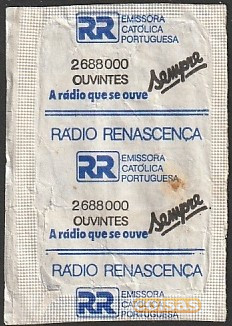 RR EMISSORA
CATÓLICA
PORTUGUESA
2688000
OUVINTES
A rádio que se ouve sempre
RÁDIO RENASCENÇA
RR EMISSORA
CATÓLICA
PORTUGUESA
2688000
OUVINTES
A rádio que se ouve sempre
RÁDIO RENASCENÇA
RR EMISSORA
CATÓLICA
PORTUGUESA